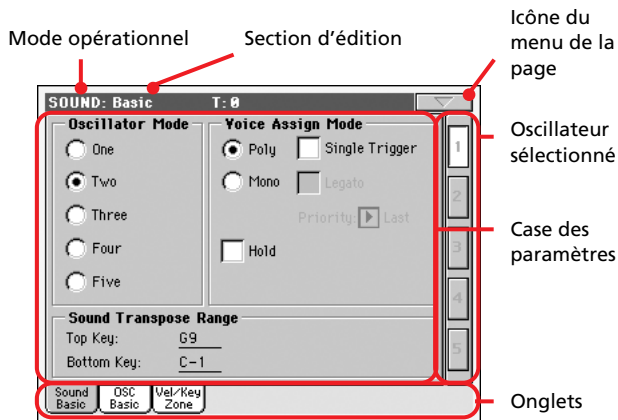 Icône du
menu de la
page
Mode opérationnel
Section d'édition
SOUND: Basic T: 0
Oscillator Mode
One
Two
Three
Four
Five
Voice Assign Mode
Poly Single Trigger
Mono Legato
Priority: Last
Hold
Sound Transpose Range
Top Key: G9
Bottom Key: C-1
1
2
3
4
5
Oscillateur
sélectionné
Case des
paramètres
Sound
Basic
OSC
Basic
Vel/Key
Zone
Onglets